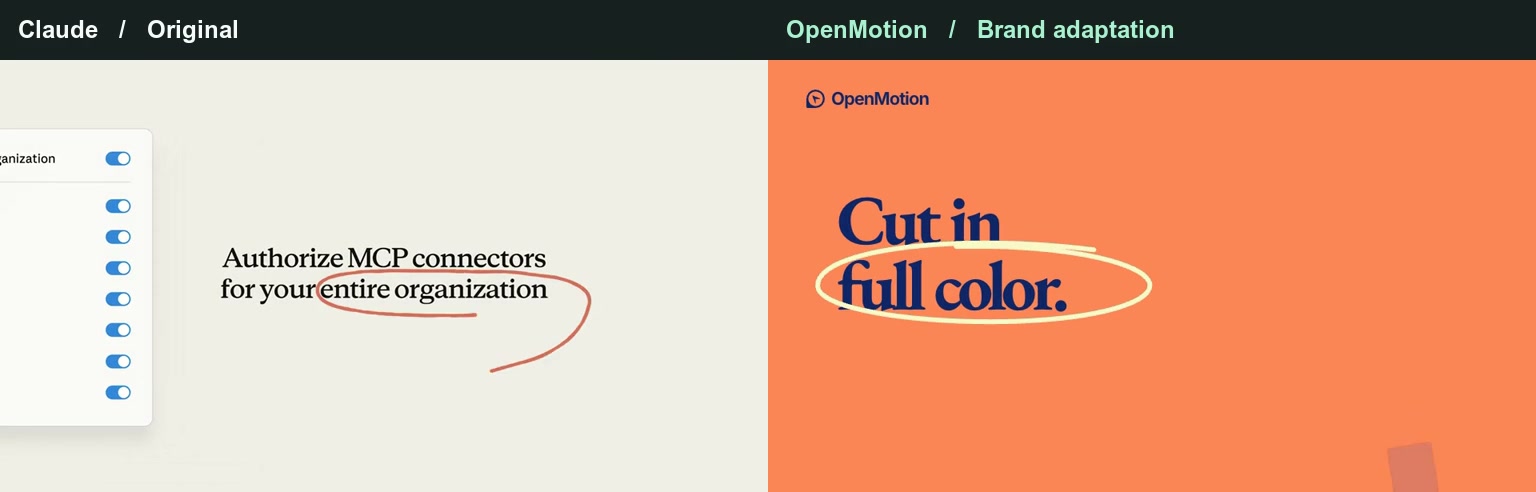 Claude / Original
OpenMotion / Brand adaptation
ganization
Authorize MCP connectors
for your entire organization
OpenMotion
Cut in
full color.